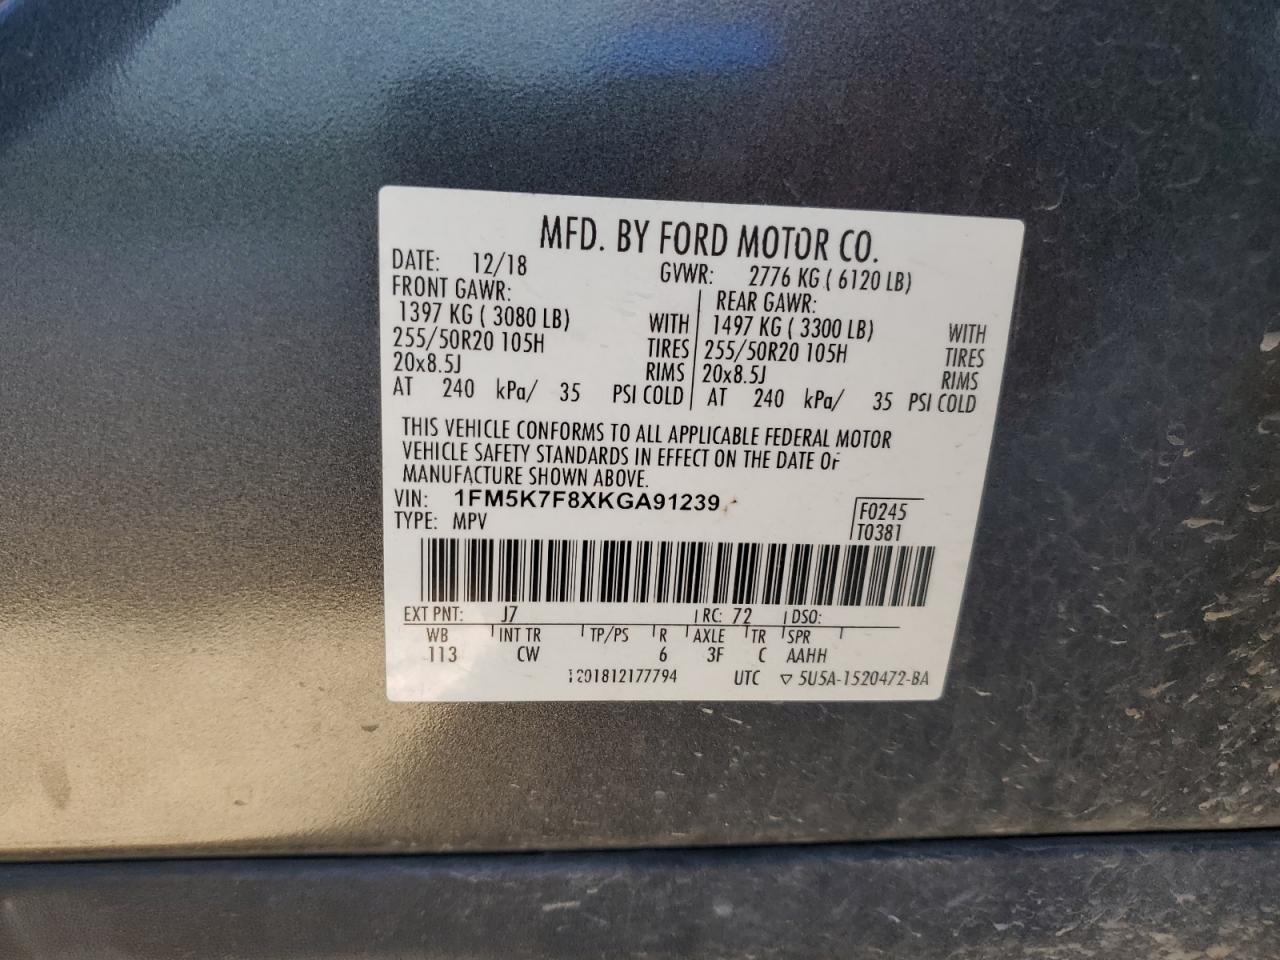 MFD. BY FORD MOTOR CO.
DATE: 12/18 GVWR: 2776 KG ( 6120 LB)
FRONT GAWR: REAR GAWR:
1397 KG ( 3080 LB) WITH 1497 KG ( 3300 LB) WITH
255/50R20 105H TIRES 255/50R20 105H TIRES
20x8.5J RIMS 20x8.5J RIMS
AT 240 kPa/ 35 PSI COLD AT 240 kPa/ 35 PSI COLD
THIS VEHICLE CONFORMS TO ALL APPLICABLE FEDERAL MOTOR
VEHICLE SAFETY STANDARDS IN EFFECT ON THE DATE OF
MANUFACTURE SHOWN ABOVE.
VIN: 1FM5K7F8XKGA91239 F0245
TYPE: MPV T0381
EXT PNT: J7 RC: 72 DSO:
WB INT TR TP/PS R AXLE TR SPR
113 CW 6 3F C AAHH
1201812177794 UTC ▽ 5U5A-1520472-BA